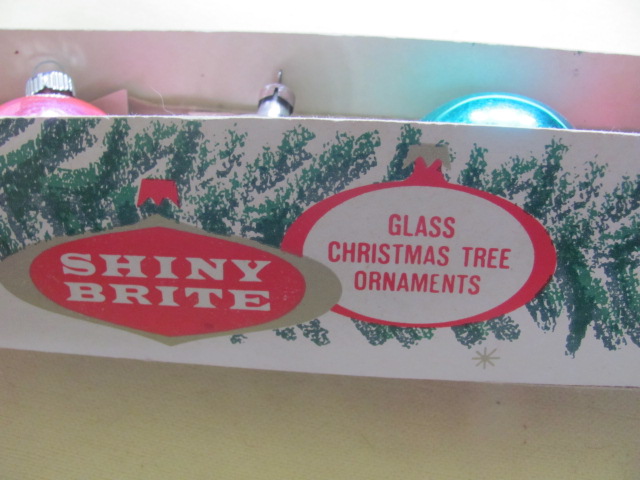 SHINY
BRITE
GLASS
CHRISTMAS TREE
ORNAMENTS